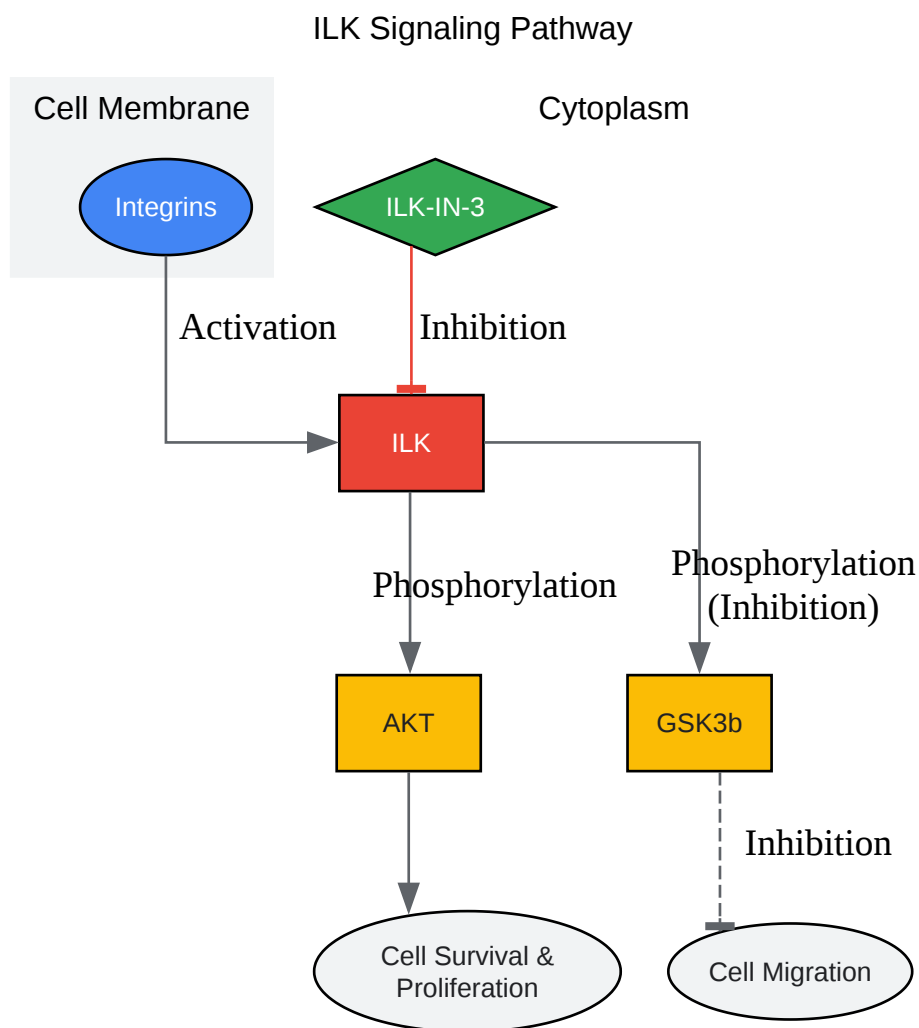 ILK Signaling Pathway
Cell Membrane
Cytoplasm
Integrins
ILK-IN-3
Activation
Inhibition
ILK
Phosphorylation
Phosphorylation
(Inhibition)
AKT
GSK3b
Inhibition
Cell Survival &
Proliferation
Cell Migration